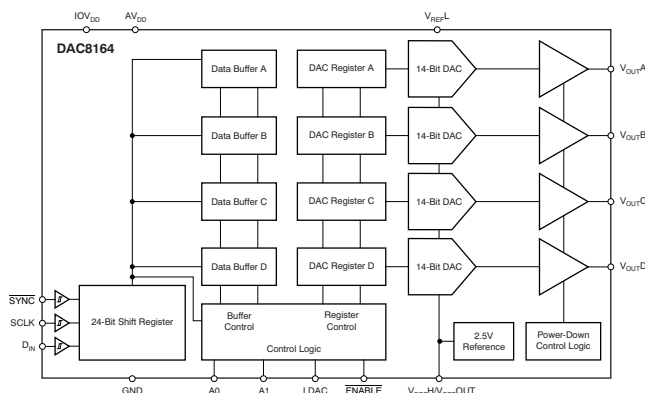 IOVDD AVDD VREFL
DAC8164
Data Buffer A DAC Register A 14-Bit DAC VOUTA
Data Buffer B DAC Register B 14-Bit DAC VOUTB
Data Buffer C DAC Register C 14-Bit DAC VOUTC
Data Buffer D DAC Register D 14-Bit DAC VOUTD
SYNC
SCLK
DIN
24-Bit Shift Register
Buffer Control
Register Control
Control Logic
2.5V Reference
Power-Down Control Logic
GND A0 A1 LDAC ENABLE VREFH/VREFOUT